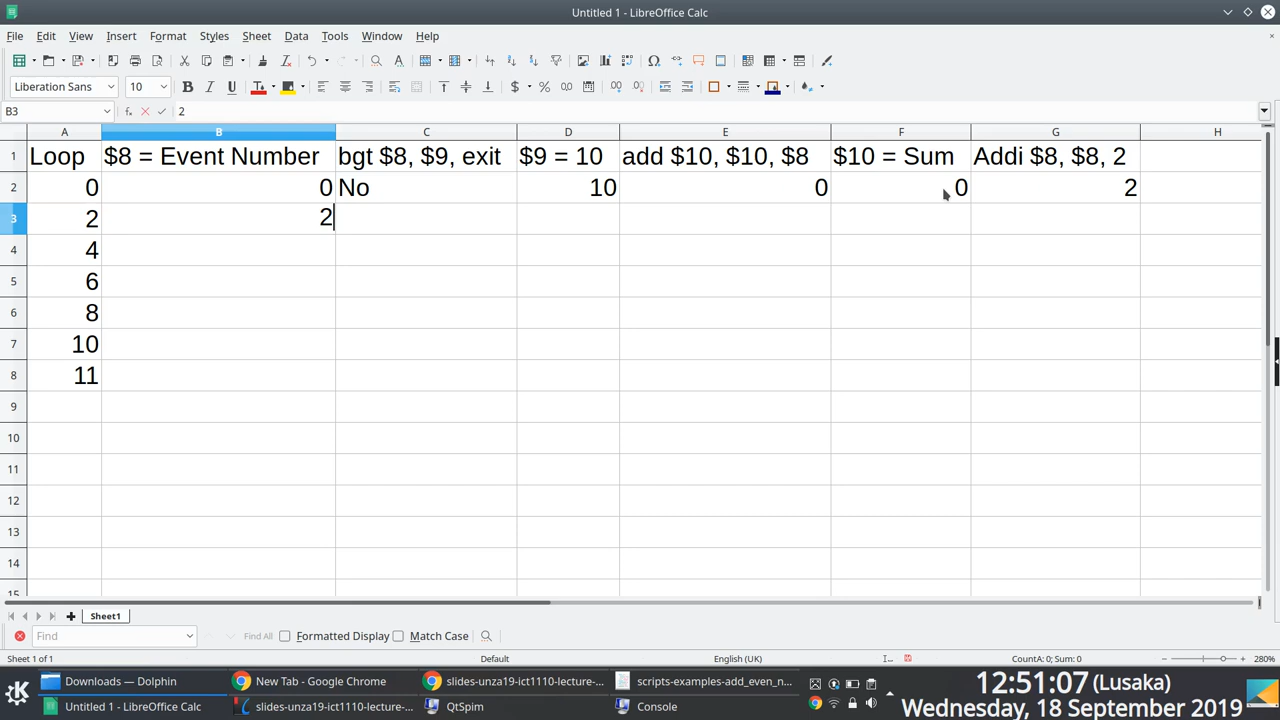 Untitled 1 - LibreOffice Calc
File Edit View Insert Format Styles Sheet Data Tools Window Help
Liberation Sans 10
B3 2
A B C D E F G H
1 Loop $8 = Event Number bgt $8, $9, exit $9 = 10 add $10, $10, $8 $10 = Sum Addi $8, $8, 2
2 0 0 No 10 0 0 2
3 2 2
4 4
5 6
6 8
7 10
8 11
9
10
11
12
13
14
15
Sheet1
Find Find All Formatted Display Match Case
Sheet 1 of 1 Default English (UK) CountA: 0; Sum: 0 280%
Downloads — Dolphin New Tab - Google Chrome slides-unza19-ict1110-lecture-... scripts-examples-add_even_n... 12:51:07 (Lusaka)
Untitled 1 - LibreOffice Calc slides-unza19-ict1110-lecture-... QtSpim Console Wednesday, 18 September 2019